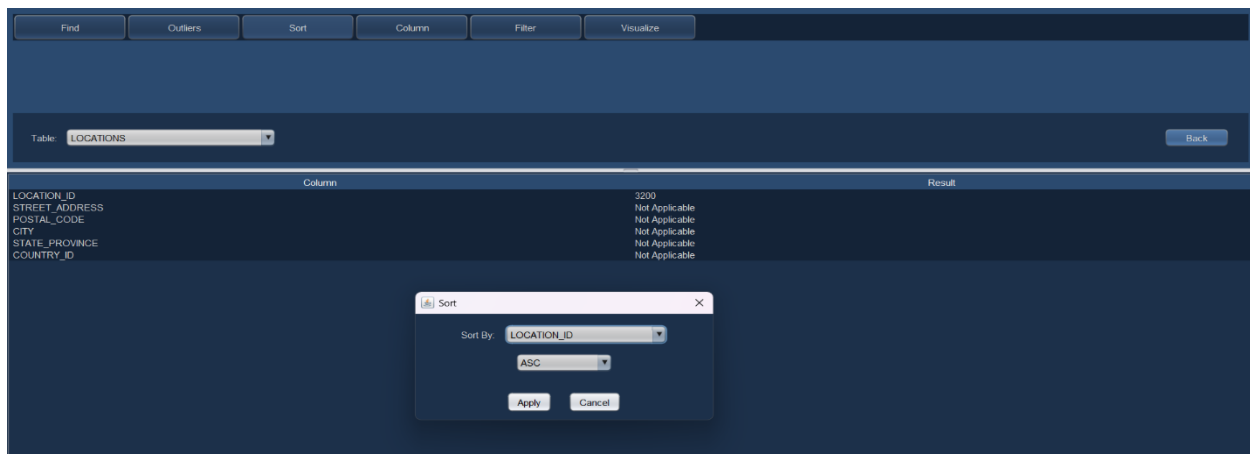 Find Outliers Sort Column Filter Visualize
Table: LOCATIONS Back
Column Result
LOCATION_ID 3200
STREET_ADDRESS Not Applicable
POSTAL_CODE Not Applicable
CITY Not Applicable
STATE_PROVINCE Not Applicable
COUNTRY_ID Not Applicable
Sort
Sort By: LOCATION_ID
ASC
Apply Cancel